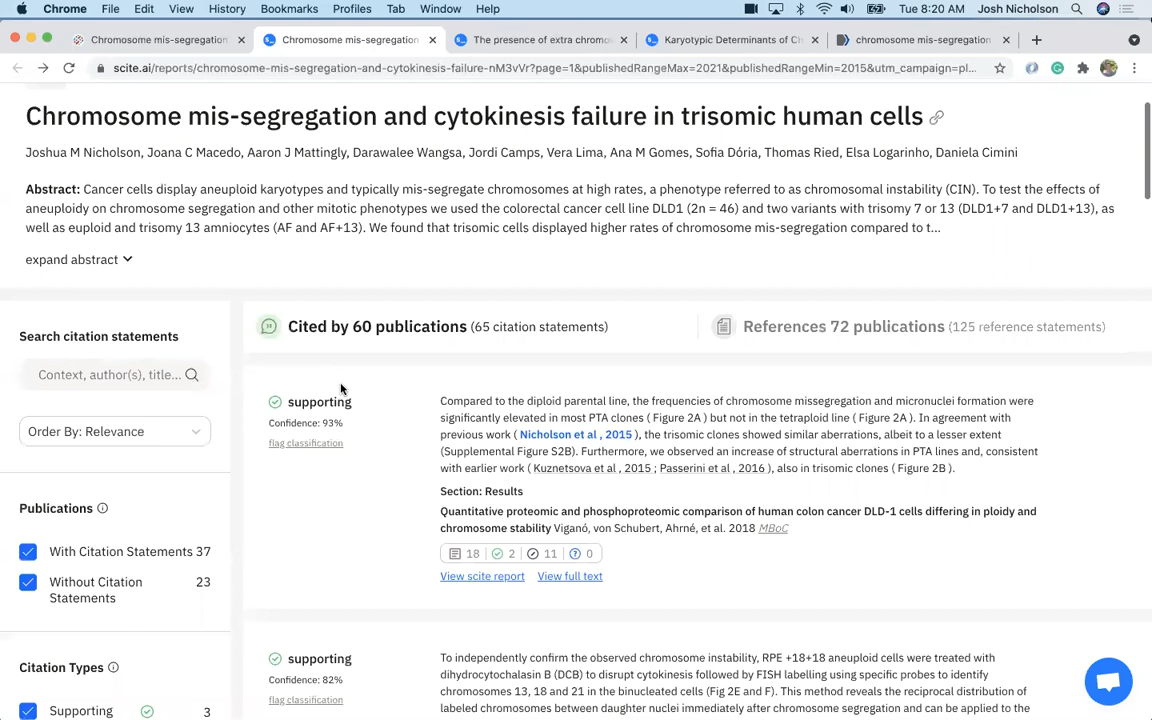 Chrome File Edit View History Bookmarks Profiles Tab Window Help Tue 8:20 AM Josh Nicholson
Chromosome mis-segregation Chromosome mis-segregation The presence of extra chromo Karyotypic Determinants of Ch chromosome mis-segregation
scite.ai/reports/chromosome-mis-segregation-and-cytokinesis-failure-nM3vVr?page=1&publishedRangeMax=2021&publishedRangeMin=2015&utm_campaign=pl...
Chromosome mis-segregation and cytokinesis failure in trisomic human cells
Joshua M Nicholson, Joana C Macedo, Aaron J Mattingly, Darawalee Wangsa, Jordi Camps, Vera Lima, Ana M Gomes, Sofia Dória, Thomas Ried, Elsa Logarinho, Daniela Cimini
Abstract: Cancer cells display aneuploid karyotypes and typically mis-segregate chromosomes at high rates, a phenotype referred to as chromosomal instability (CIN). To test the effects of
aneuploidy on chromosome segregation and other mitotic phenotypes we used the colorectal cancer cell line DLD1 (2n = 46) and two variants with trisomy 7 or 13 (DLD1+7 and DLD1+13), as
well as euploid and trisomy 13 amniocytes (AF and AF+13). We found that trisomic cells displayed higher rates of chromosome mis-segregation compared to t...
expand abstract
Search citation statements
Context, author(s), title...
Order By: Relevance
Publications
With Citation Statements 37
Without Citation 23
Statements
Citation Types
Supporting 3
Cited by 60 publications (65 citation statements)
References 72 publications (125 reference statements)
supporting
Confidence: 93%
flag classification
Compared to the diploid parental line, the frequencies of chromosome missegregation and micronuclei formation were
significantly elevated in most PTA clones ( Figure 2A ) but not in the tetraploid line ( Figure 2A ). In agreement with
previous work ( Nicholson et al , 2015 ), the trisomic clones showed similar aberrations, albeit to a lesser extent
(Supplemental Figure S2B). Furthermore, we observed an increase of structural aberrations in PTA lines and, consistent
with earlier work ( Kuznetsova et al , 2015 ; Passerini et al , 2016 ), also in trisomic clones ( Figure 2B ).
Section: Results
Quantitative proteomic and phosphoproteomic comparison of human colon cancer DLD-1 cells differing in ploidy and
chromosome stability Viganó, von Schubert, Ahrné, et al. 2018 MBoC
18 2 11 0
View scite report View full text
supporting
Confidence: 82%
flag classification
To independently confirm the observed chromosome instability, RPE +18+18 aneuploid cells were treated with
dihydrocytochalasin B (DCB) to disrupt cytokinesis followed by FISH labelling using specific probes to identify
chromosomes 13, 18 and 21 in the binucleated cells (Fig 2E and F). This method reveals the reciprocal distribution of
labeled chromosomes between daughter nuclei immediately after chromosome segregation and can be applied to the